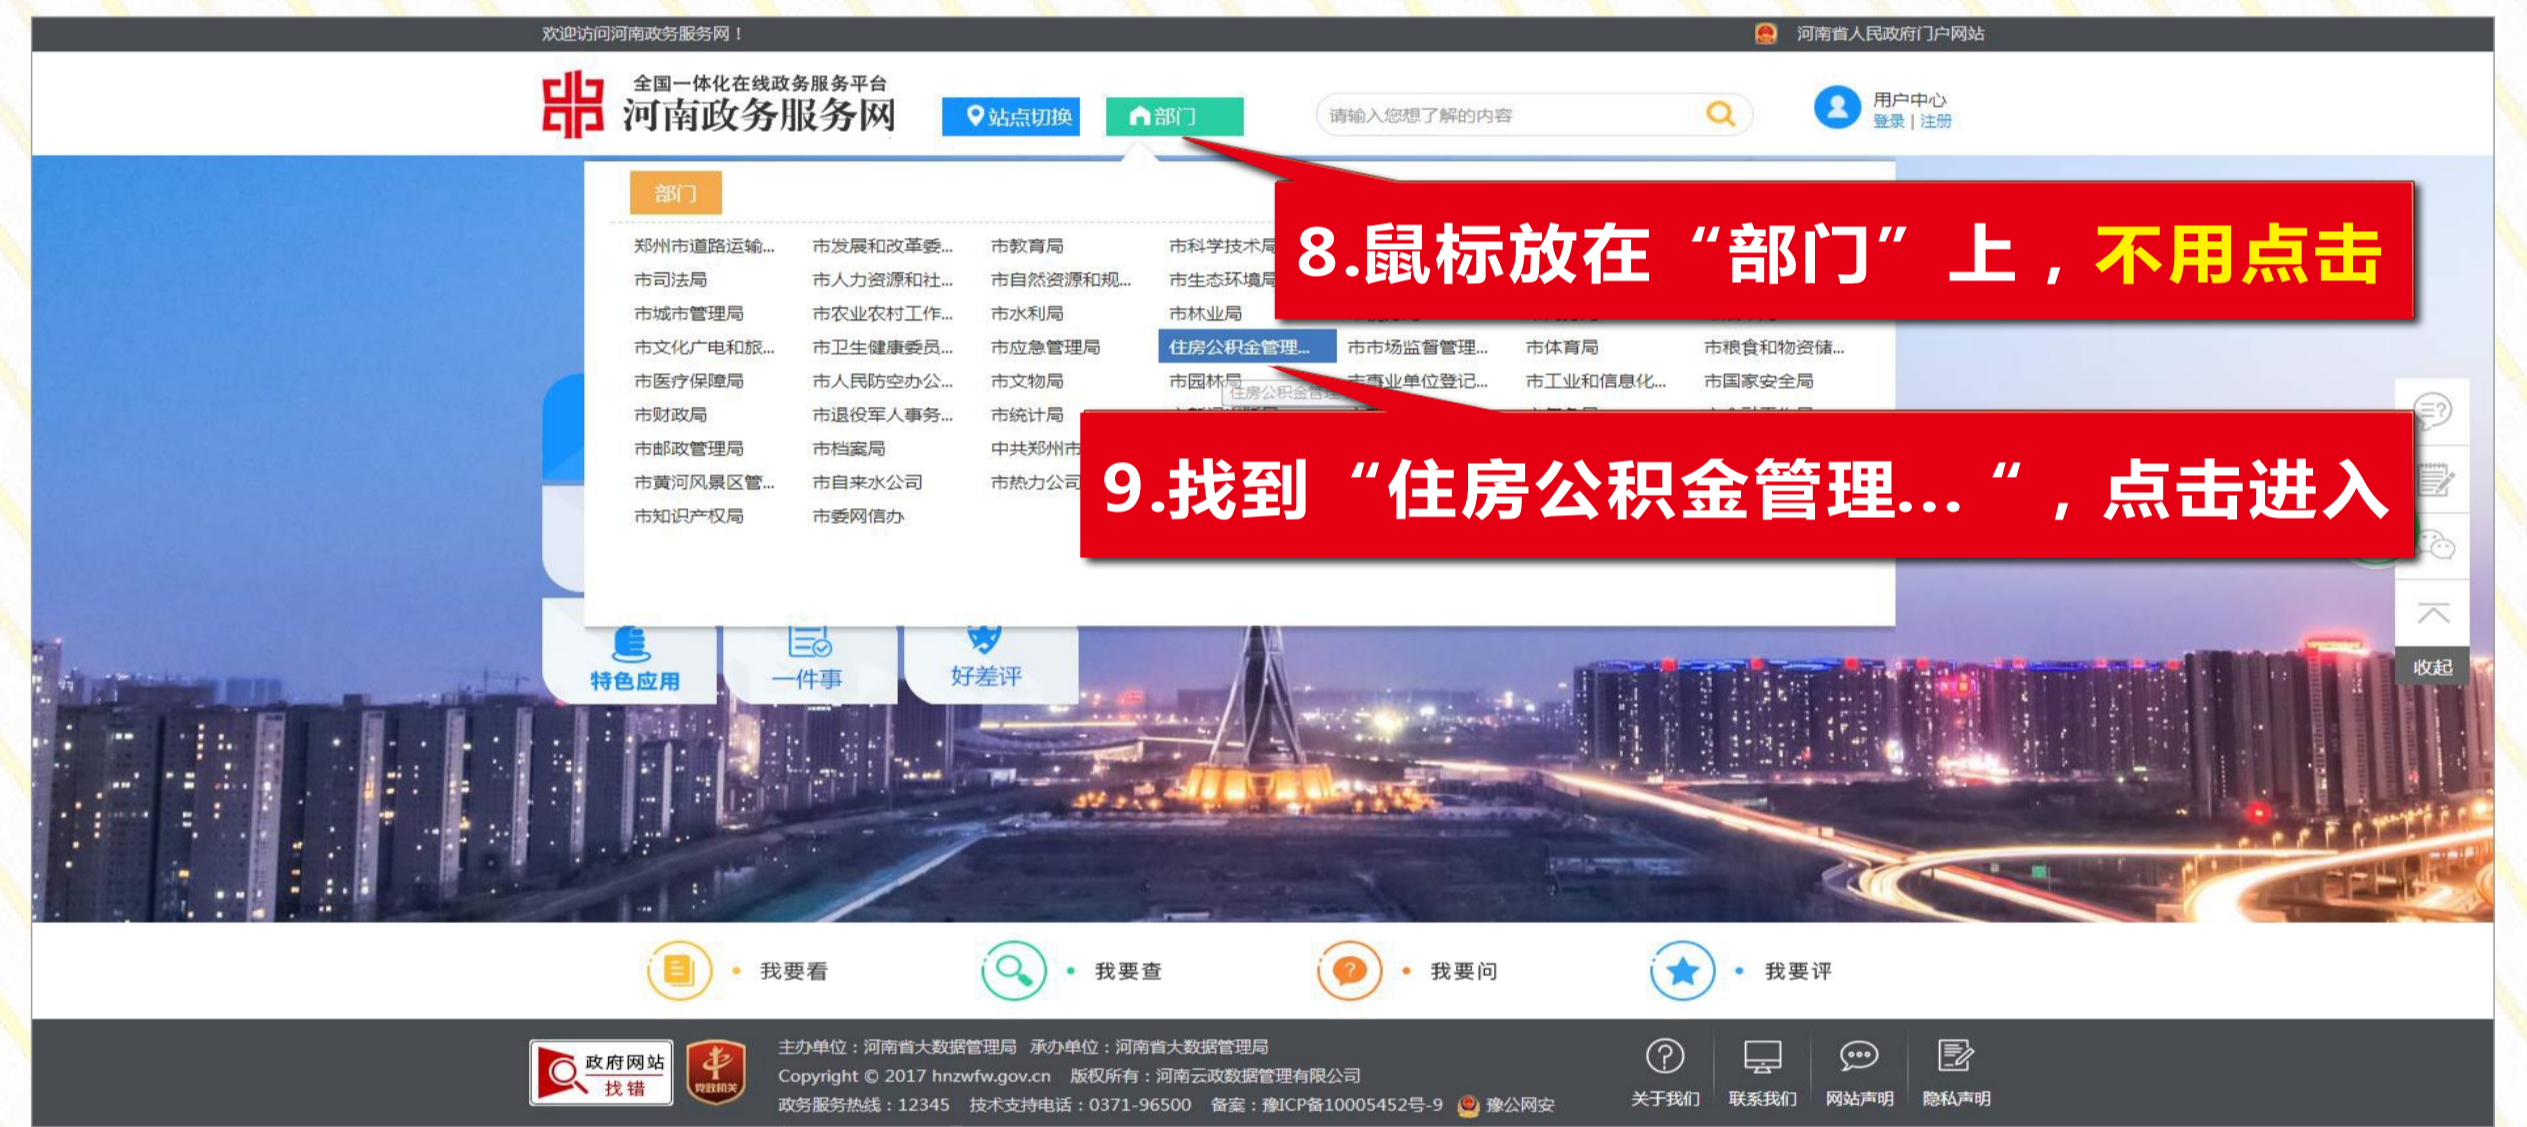 欢迎访问河南政务服务网！
河南省人民政府门户网站
全国一体化在线政务服务平台
河南政务服务网
站点切换
部门
请输入您想了解的内容
用户中心
登录 | 注册
部门
8.鼠标放在“部门”上，不用点击
郑州市道路运输... 市发展和改革委... 市教育局 市科学技术局
市司法局 市人力资源和社... 市自然资源和规... 市生态环境局
市城市管理局 市农业农村工作... 市水利局 市林业局
市文化广电和旅... 市卫生健康委员... 市应急管理局 住房公积金管理... 市市场监督管理... 市体育局 市粮食和物资储...
市医疗保障局 市人民防空办公... 市文物局 市园林局 市事业单位登记... 市工业和信息化... 市国家安全局
住房公积金管理
市财政局 市退役军人事务... 市统计局
市邮政管理局 市档案局 中共郑州市
市黄河风景区管... 市自来水公司 市热力公司
市知识产权局 市委网信办
9.找到“住房公积金管理...“，点击进入
特色应用
一件事
好差评
收起
我要看
我要查
我要问
我要评
政府网站
找错
党政机关
主办单位：河南省大数据管理局 承办单位：河南省大数据管理局
Copyright © 2017 hnzwfw.gov.cn 版权所有：河南云政数据管理有限公司
政务服务热线：12345 技术支持电话：0371-96500 备案：豫ICP备10005452号-9 豫公网安
关于我们
联系我们
网站声明
隐私声明